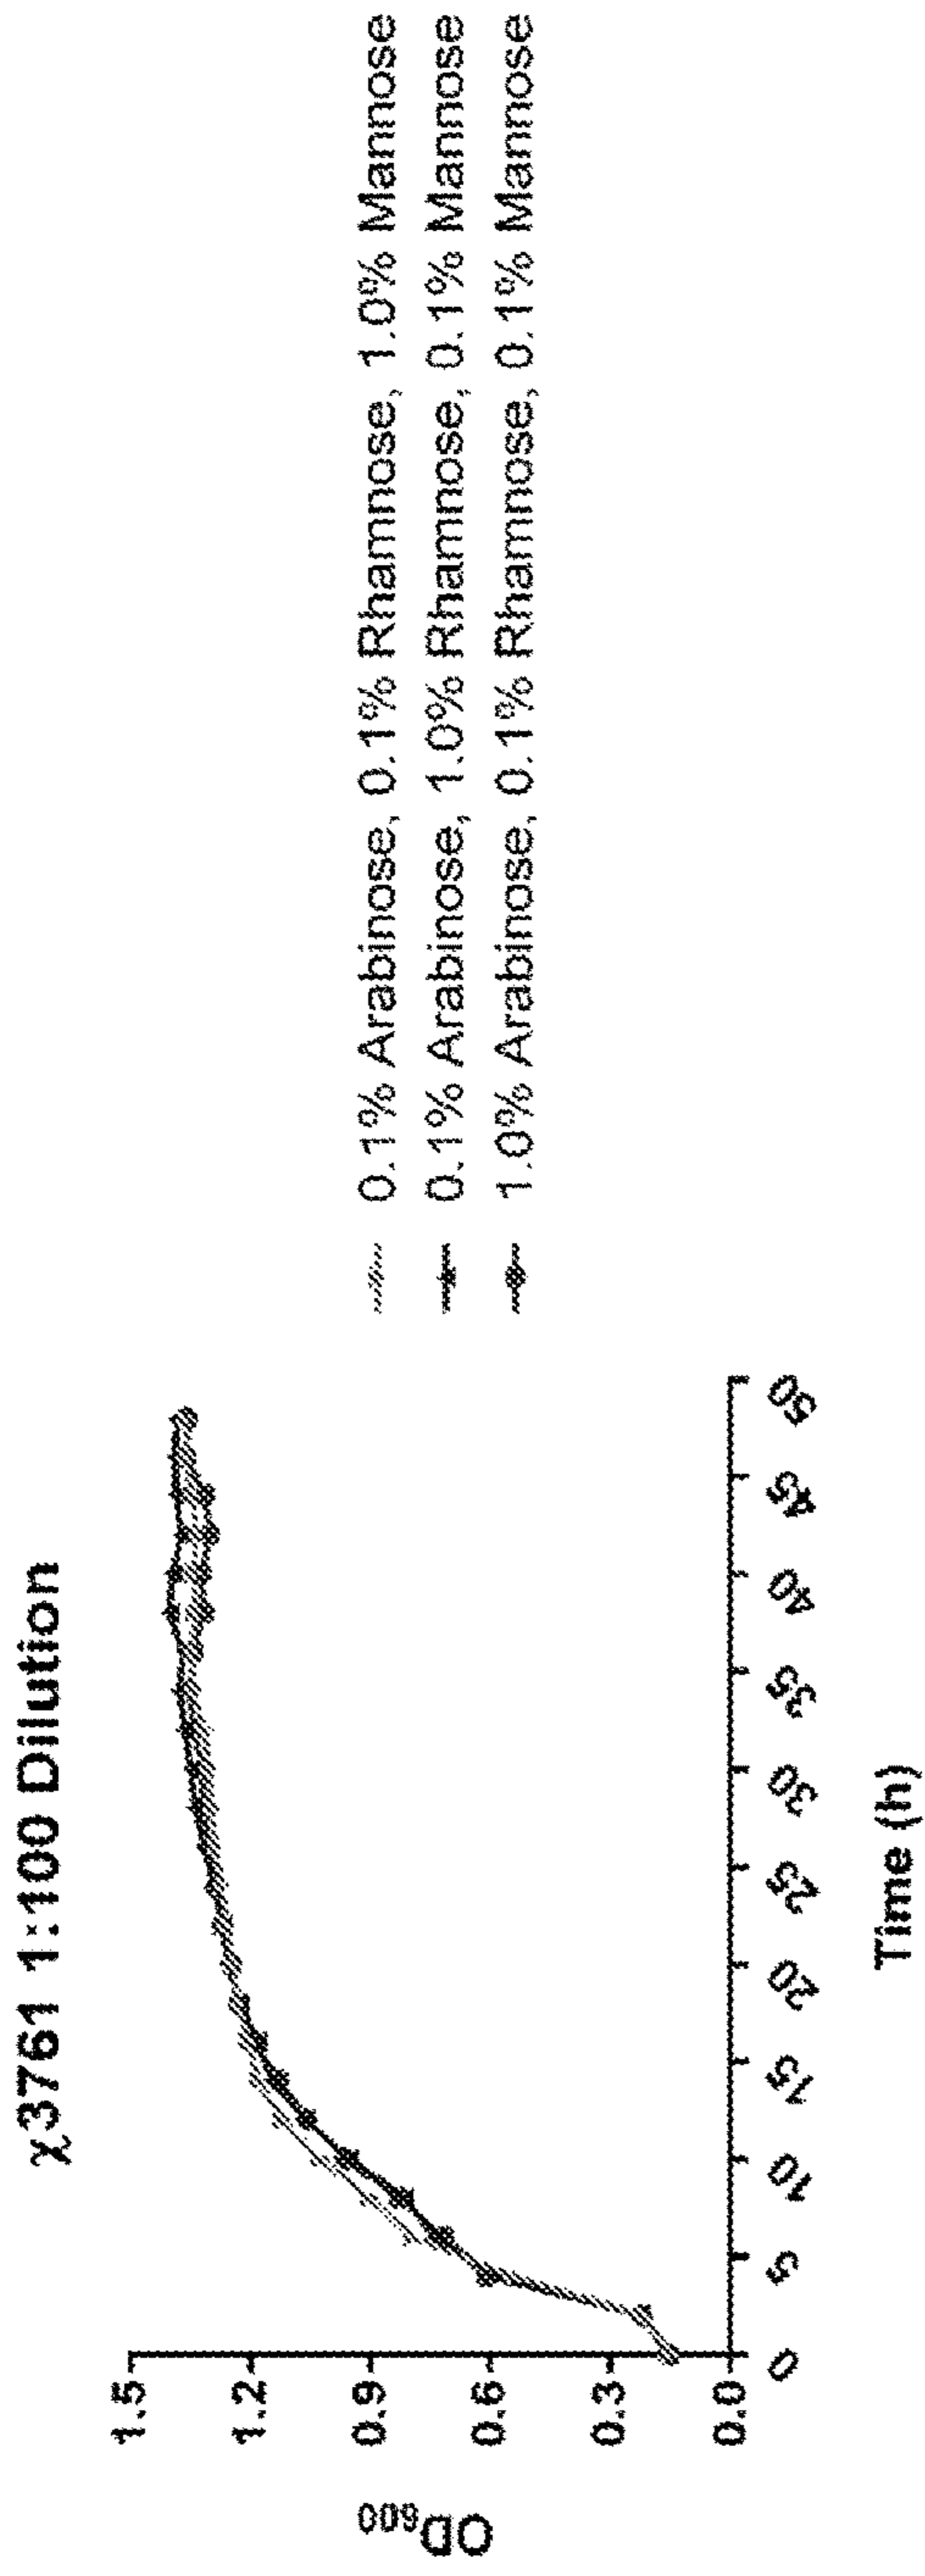 χ3761 1:100 Dilution
OD600
1.5
1.2
0.9
0.6
0.3
0.0
0 5 10 15 20 25 30 35 40 45 50
Time (h)
0.1% Arabinose, 0.1% Rhamnose, 1.0% Mannose
0.1% Arabinose, 1.0% Rhamnose, 0.1% Mannose
1.0% Arabinose, 0.1% Rhamnose, 0.1% Mannose